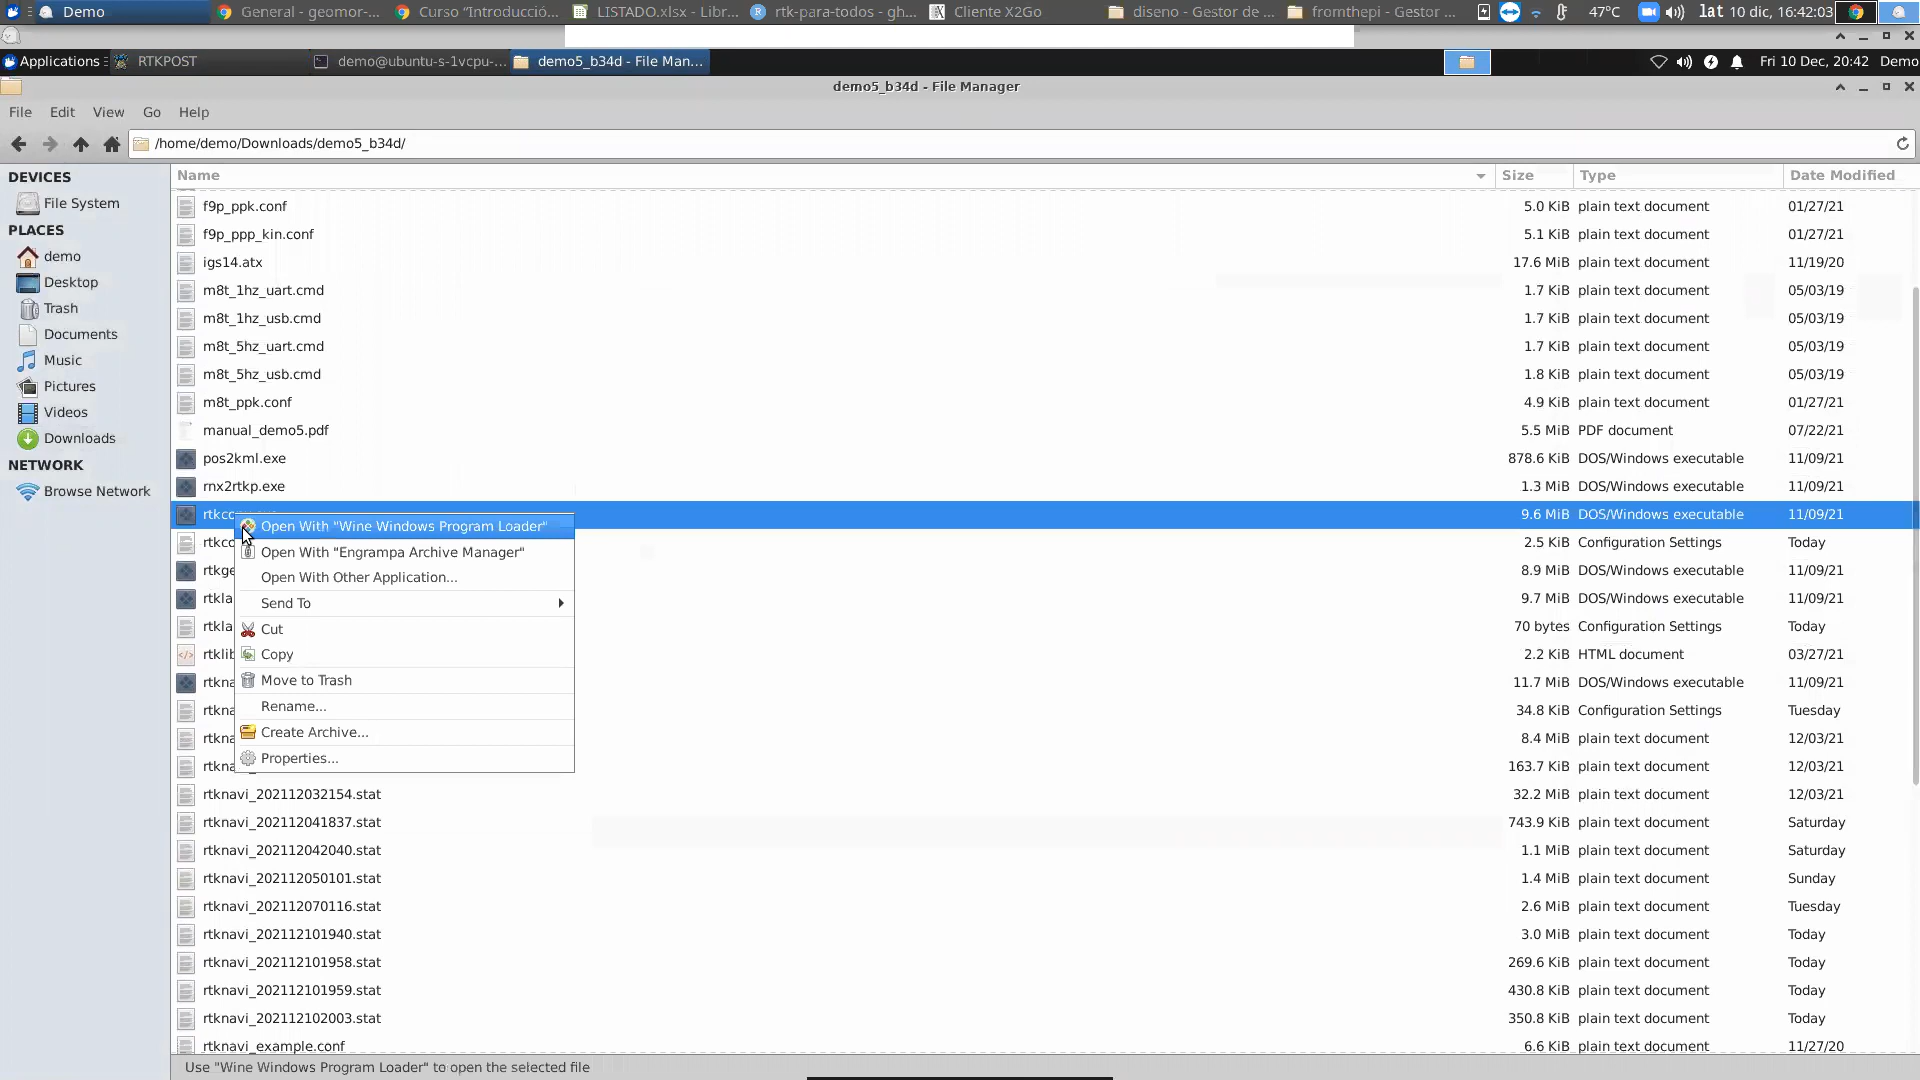 Demo General - geomor-... Curso “Introducció... LISTADO.xlsx - Libr... rtk-para-todos - gh... Cliente X2Go diseno - Gestor de ... fromthepi - Gestor ... 47°C lat 10 dic, 16:42:03
Applications RTKPOST demo@ubuntu-s-1vcpu-... demo5_b34d - File Man... Fri 10 Dec, 20:42 Demo
demo5_b34d - File Manager
File Edit View Go Help
/home/demo/Downloads/demo5_b34d/
DEVICES
File System
PLACES
demo
Desktop
Trash
Documents
Music
Pictures
Videos
Downloads
NETWORK
Browse Network
Name Size Type Date Modified
f9p_ppk.conf 5.0 KiB plain text document 01/27/21
f9p_ppp_kin.conf 5.1 KiB plain text document 01/27/21
igs14.atx 17.6 MiB plain text document 11/19/20
m8t_1hz_uart.cmd 1.7 KiB plain text document 05/03/19
m8t_1hz_usb.cmd 1.7 KiB plain text document 05/03/19
m8t_5hz_uart.cmd 1.7 KiB plain text document 05/03/19
m8t_5hz_usb.cmd 1.8 KiB plain text document 05/03/19
m8t_ppk.conf 4.9 KiB plain text document 01/27/21
manual_demo5.pdf 5.5 MiB PDF document 07/22/21
pos2kml.exe 878.6 KiB DOS/Windows executable 11/09/21
rnx2rtkp.exe 1.3 MiB DOS/Windows executable 11/09/21
rtkco 9.6 MiB DOS/Windows executable 11/09/21
rtkco 2.5 KiB Configuration Settings Today
rtkge 8.9 MiB DOS/Windows executable 11/09/21
rtkla 9.7 MiB DOS/Windows executable 11/09/21
rtkla 70 bytes Configuration Settings Today
rtklib 2.2 KiB HTML document 03/27/21
rtkna 11.7 MiB DOS/Windows executable 11/09/21
rtkna 34.8 KiB Configuration Settings Tuesday
rtkna 8.4 MiB plain text document 12/03/21
rtkna 163.7 KiB plain text document 12/03/21
rtknavi_202112032154.stat 32.2 MiB plain text document 12/03/21
rtknavi_202112041837.stat 743.9 KiB plain text document Saturday
rtknavi_202112042040.stat 1.1 MiB plain text document Saturday
rtknavi_202112050101.stat 1.4 MiB plain text document Sunday
rtknavi_202112070116.stat 2.6 MiB plain text document Tuesday
rtknavi_202112101940.stat 3.0 MiB plain text document Today
rtknavi_202112101958.stat 269.6 KiB plain text document Today
rtknavi_202112101959.stat 430.8 KiB plain text document Today
rtknavi_202112102003.stat 350.8 KiB plain text document Today
rtknavi_example.conf 6.6 KiB plain text document 11/27/20
Open With "Wine Windows Program Loader"
Open With "Engrampa Archive Manager"
Open With Other Application...
Send To
Cut
Copy
Move to Trash
Rename...
Create Archive...
Properties...
Use "Wine Windows Program Loader" to open the selected file